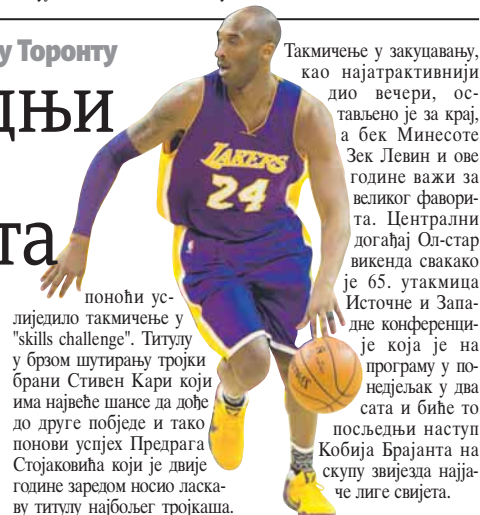 у Торонту
дњи
та
поноћи ус-
лиједило такмичење у
"skills challenge". Титулу
у брзом шутирању тројки
брани Стивен Кари који
има највеће шансе да дође
до друге побједе и тако
понови успјех Предрага
Стојаковића који је двије
године заредом носио ласка-
ву титулу најбољег тројкаша.
LAKERS
24
Такмичење у закуцавању,
као најатрактивнији
дио вечери, ос-
тављено је за крај,
а бек Минесоте
Зек Левин и ове
године важи за
великог фавори-
та. Централни
догађај Ол-стар
викенда свакако
је 65. утакмица
Источне и Запа-
дне конференци-
је која је на
програму у по-
недјељак у два
сата и биће то
посљедњи наступ
Кобија Брајанта на
скупу звијезда најја-
че лиге свијета.